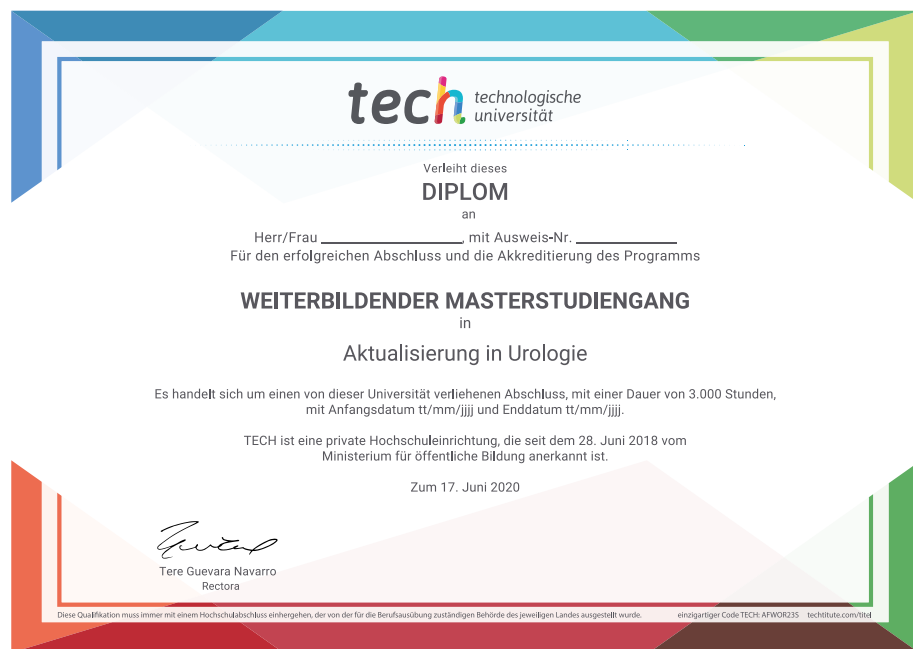 tech technologische
universität
Verleiht dieses
DIPLOM
an
Herr/Frau ____________, mit Ausweis-Nr. ____________
Für den erfolgreichen Abschluss und die Akkreditierung des Programms
WEITERBILDENDER MASTERSTUDIENGANG
in
Aktualisierung in Urologie
Es handelt sich um einen von dieser Universität verliehenen Abschluss, mit einer Dauer von 3.000 Stunden,
mit Anfangsdatum tt/mm/jjjj und Enddatum tt/mm/jjjj.
TECH ist eine private Hochschuleinrichtung, die seit dem 28. Juni 2018 vom
Ministerium für öffentliche Bildung anerkannt ist.
Zum 17. Juni 2020
Tere Guevara Navarro
Rectora
Diese Qualifikation muss immer mit einem Hochschulabschluss einhergehen, der von der für die Berufsausübung zuständigen Behörde des jeweiligen Landes ausgestellt wurde. einzigartiger Code TECH: AFWOR23S techtitute.com/titel